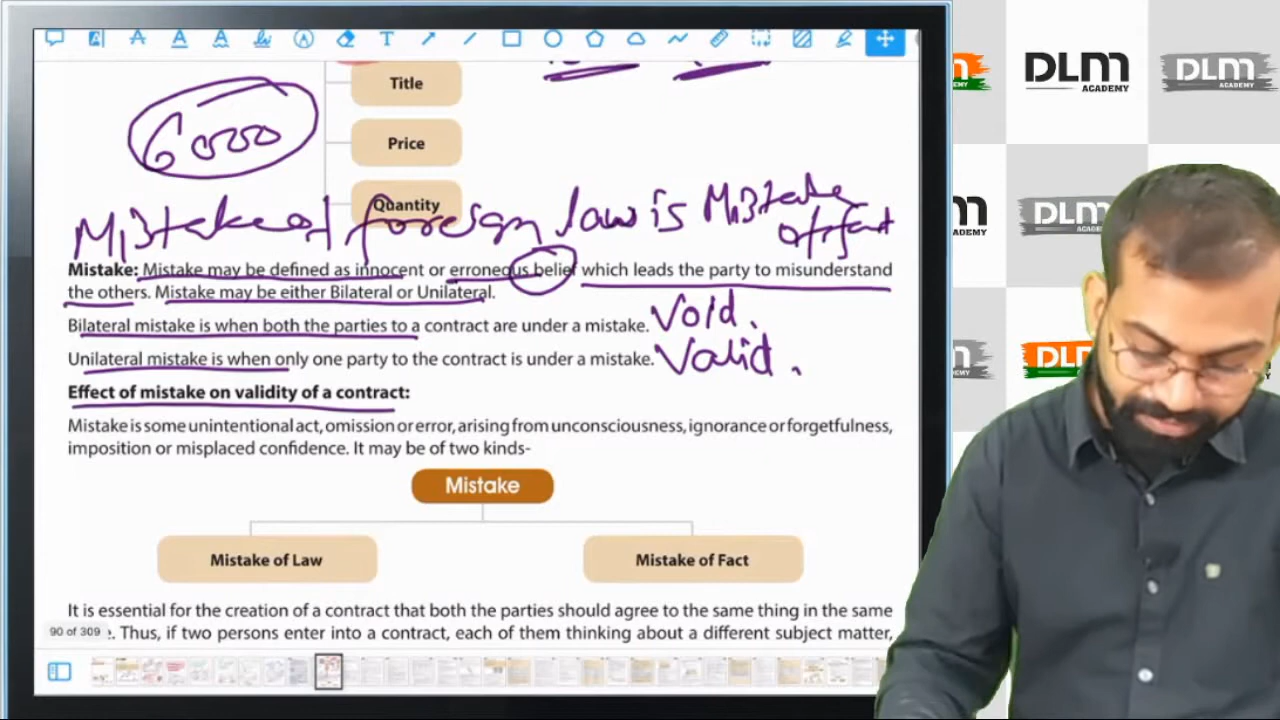 Title
60000
Price
Quantity
Mistake of foreign law is Mistake
of fact
Mistake: Mistake may be defined as innocent or erroneous belief which leads the party to misunderstand
the others. Mistake may be either Bilateral or Unilateral.
Bilateral mistake is when both the parties to a contract are under a mistake. Void.
Unilateral mistake is when only one party to the contract is under a mistake. Valid.
Effect of mistake on validity of a contract:
Mistake is some unintentional act, omission or error, arising from unconsciousness, ignorance or forgetfulness,
imposition or misplaced confidence. It may be of two kinds-
Mistake
Mistake of Law
Mistake of Fact
It is essential for the creation of a contract that both the parties should agree to the same thing in the same
90 of 309
Thus, if two persons enter into a contract, each of them thinking about a different subject matter,
DLM
ACADEMY
DLM
ACADEMY
DLM
DL